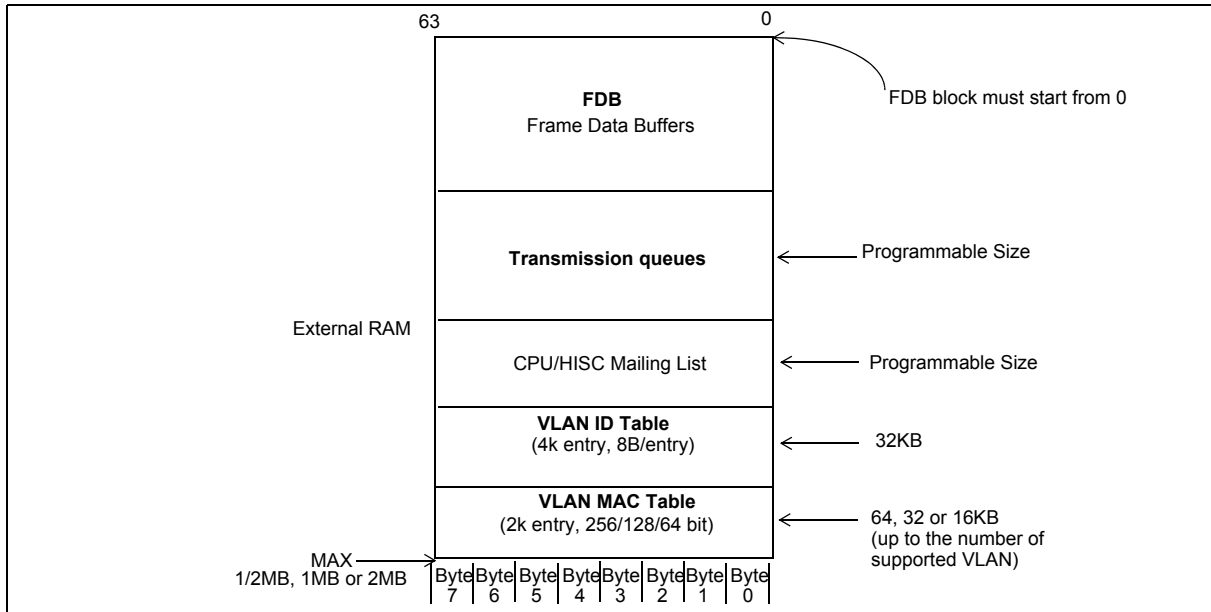 63
0
FDB
Frame Data Buffers
FDB block must start from 0
Transmission queues
Programmable Size
External RAM
CPU/HISC Mailing List
Programmable Size
VLAN ID Table
(4k entry, 8B/entry)
32KB
VLAN MAC Table
(2k entry, 256/128/64 bit)
64, 32 or 16KB
(up to the number of
supported VLAN)
MAX
1/2MB, 1MB or 2MB
Byte Byte Byte Byte Byte Byte Byte Byte
7 6 5 4 3 2 1 0